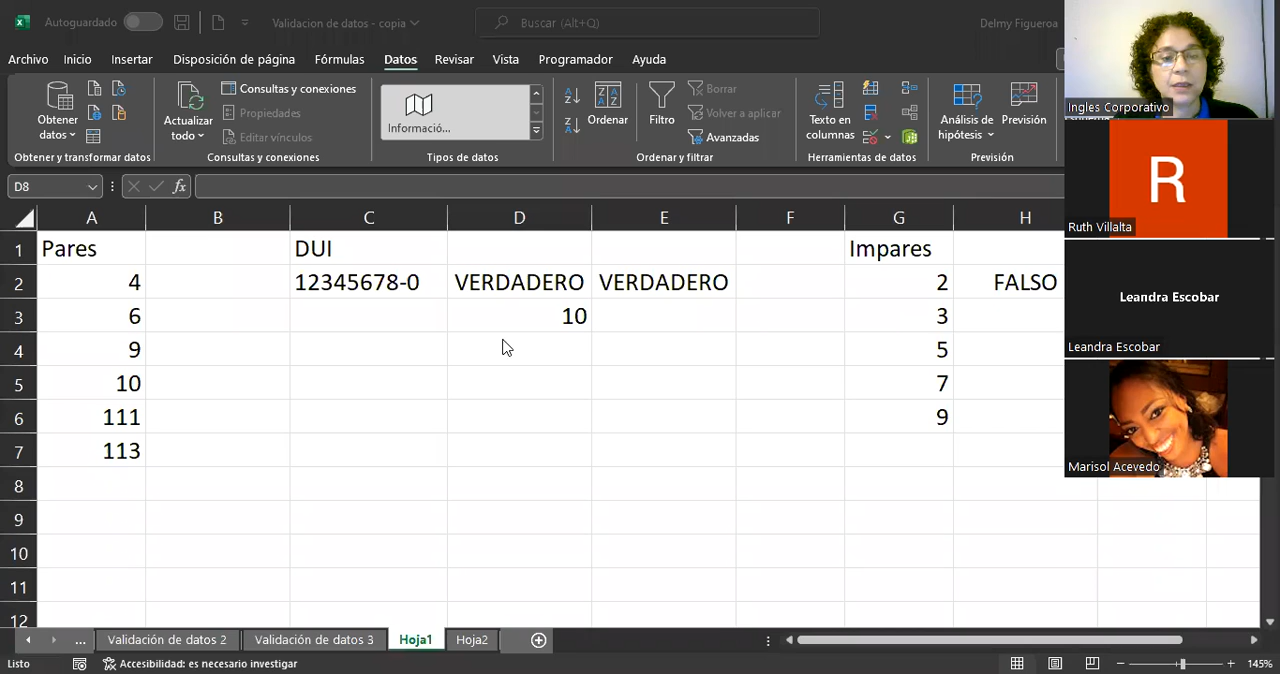 Autoguardado
Validacion de datos - copia
Buscar (Alt+Q)
Delmy Figueroa
Archivo Inicio Insertar Disposición de página Fórmulas Datos Revisar Vista Programador Ayuda
Obtener datos
Obtener y transformar datos
Actualizar todo
Consultas y conexiones
Propiedades
Editar vínculos
Consultas y conexiones
Informació...
Tipos de datos
Ordenar
Filtro
Borrar
Volver a aplicar
Avanzadas
Ordenar y filtrar
Texto en columnas
Herramientas de datos
Análisis de hipótesis
Previsión
Previsión
D8
fx
A B C D E F G H
1 Pares DUI Impares
2 4 12345678-0 VERDADERO VERDADERO 2 FALSO
3 6 10 3
4 9 5
5 10 7
6 111 9
7 113
8
9
10
11
12
... Validación de datos 2 Validación de datos 3 Hoja1 Hoja2
Listo
Accesibilidad: es necesario investigar
145%
Ingles Corporativo
R
Ruth Villalta
Leandra Escobar
Leandra Escobar
Marisol Acevedo